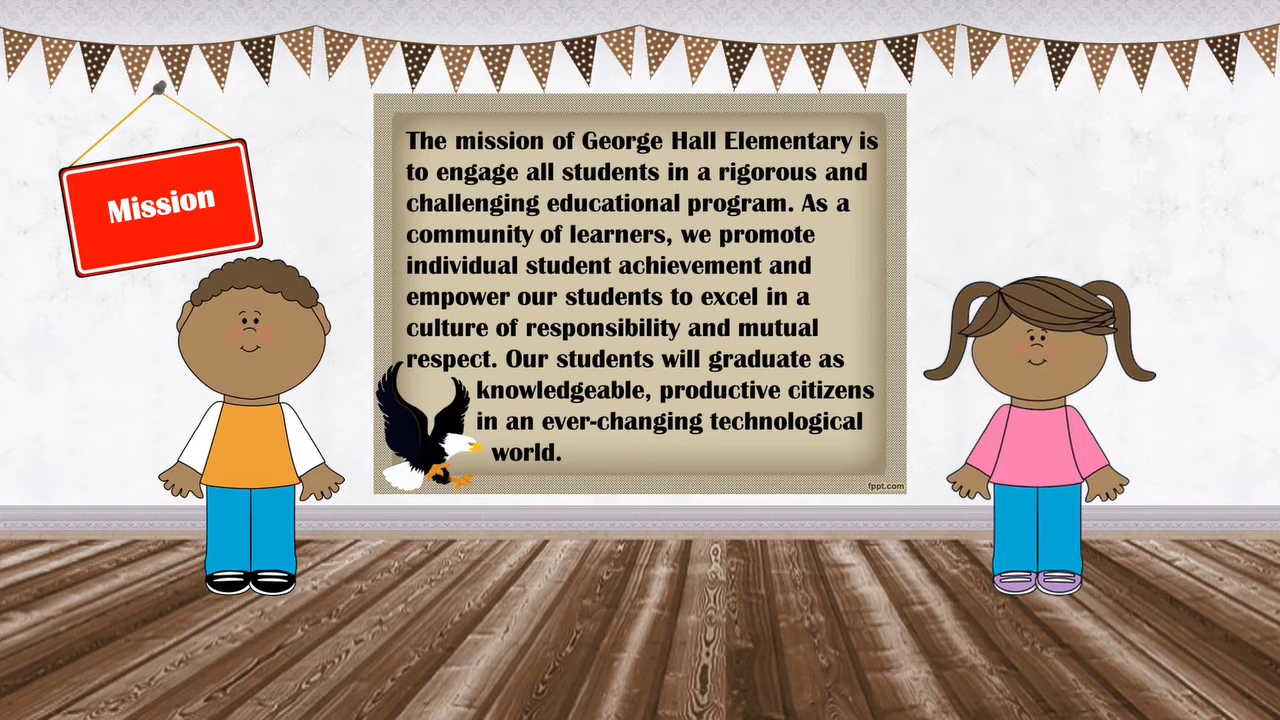 Mission
The mission of George Hall Elementary is
to engage all students in a rigorous and
challenging educational program. As a
community of learners, we promote
individual student achievement and
empower our students to excel in a
culture of responsibility and mutual
respect. Our students will graduate as
knowledgeable, productive citizens
in an ever-changing technological
world.
fppt.com